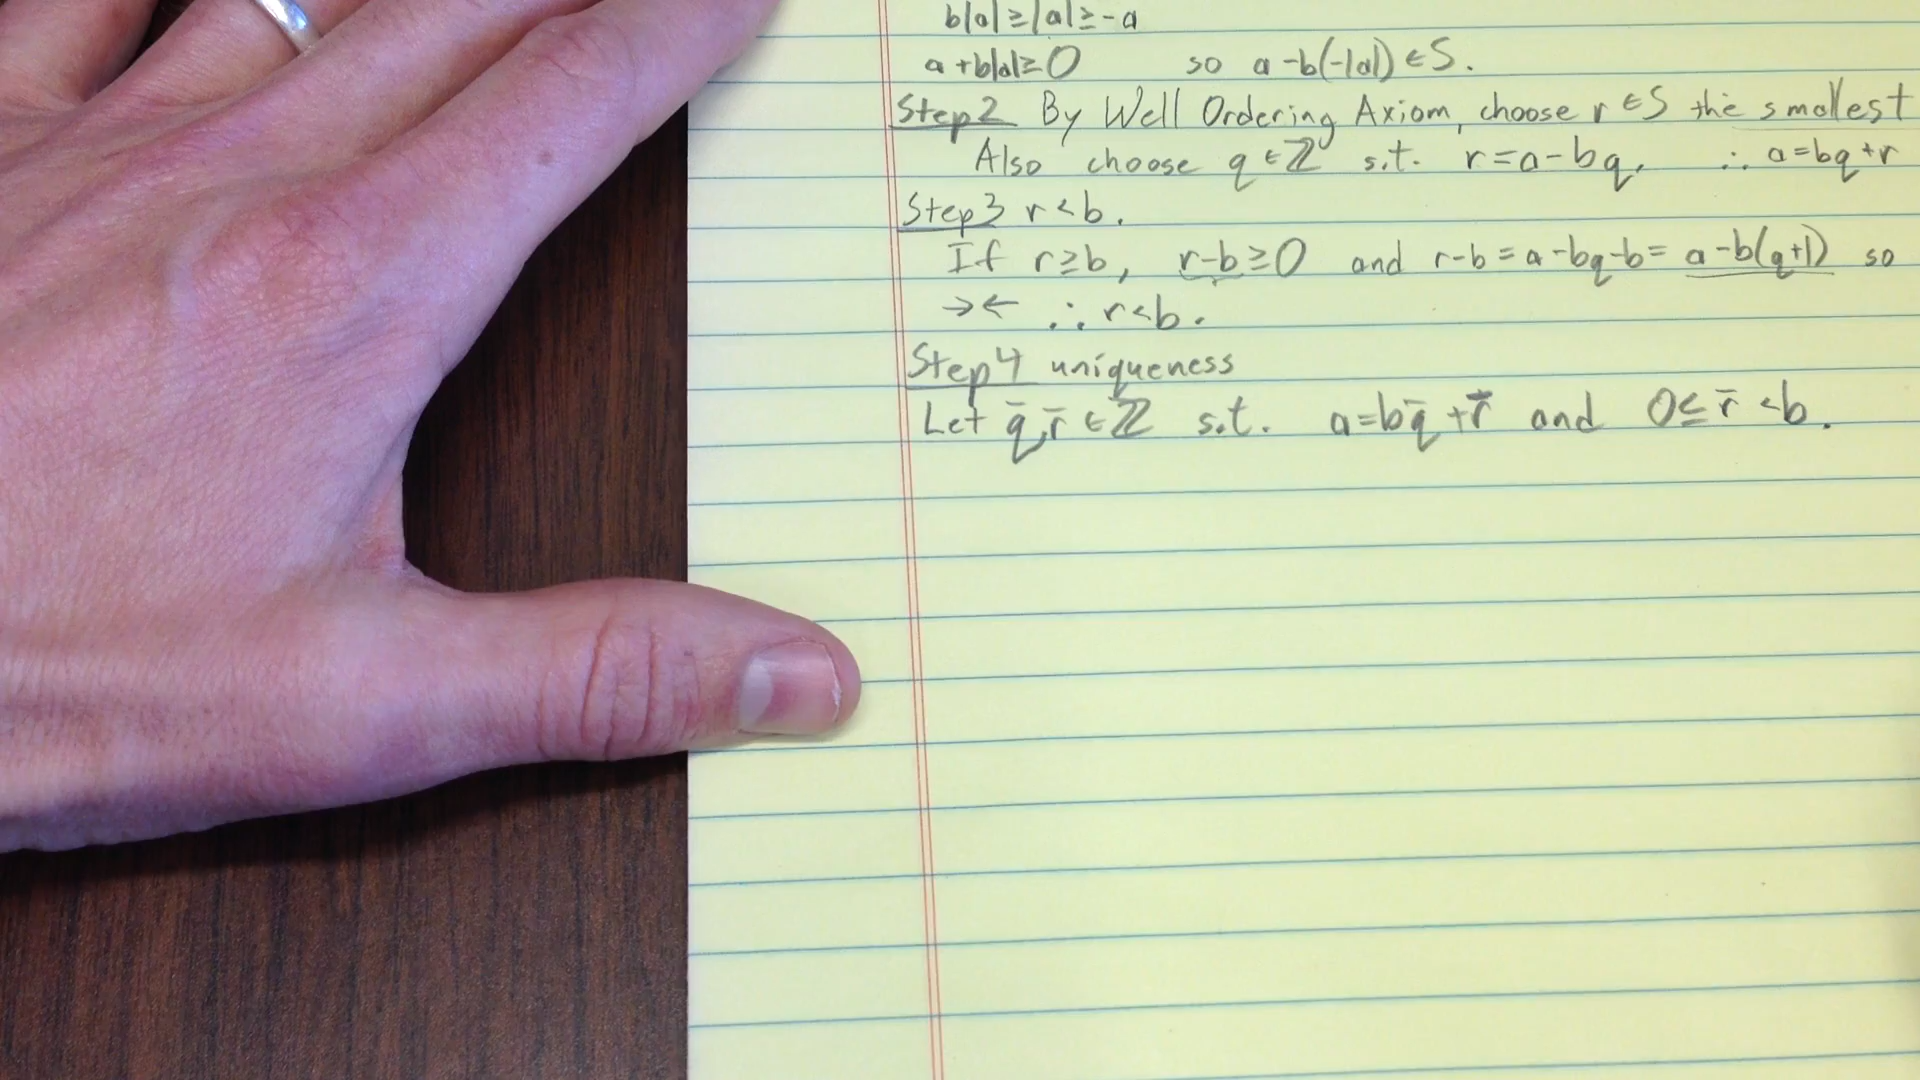 b|a| ≥ |a| ≥ -a
a + b|a| ≥ 0 so a - b(-|a|) ∈ S.
Step 2 By Well Ordering Axiom, choose r ∈ S the smallest
Also choose q ∈ ℤ s.t. r = a - bq, ∴ a = bq + r
Step 3 r < b.
If r ≥ b, r - b ≥ 0 and r - b = a - bq - b = a - b(q+1) so
→← ∴ r < b.
Step 4 uniqueness
Let q̄, r̄ ∈ ℤ s.t. a = bq̄ + r̄ and 0 ≤ r̄ < b.